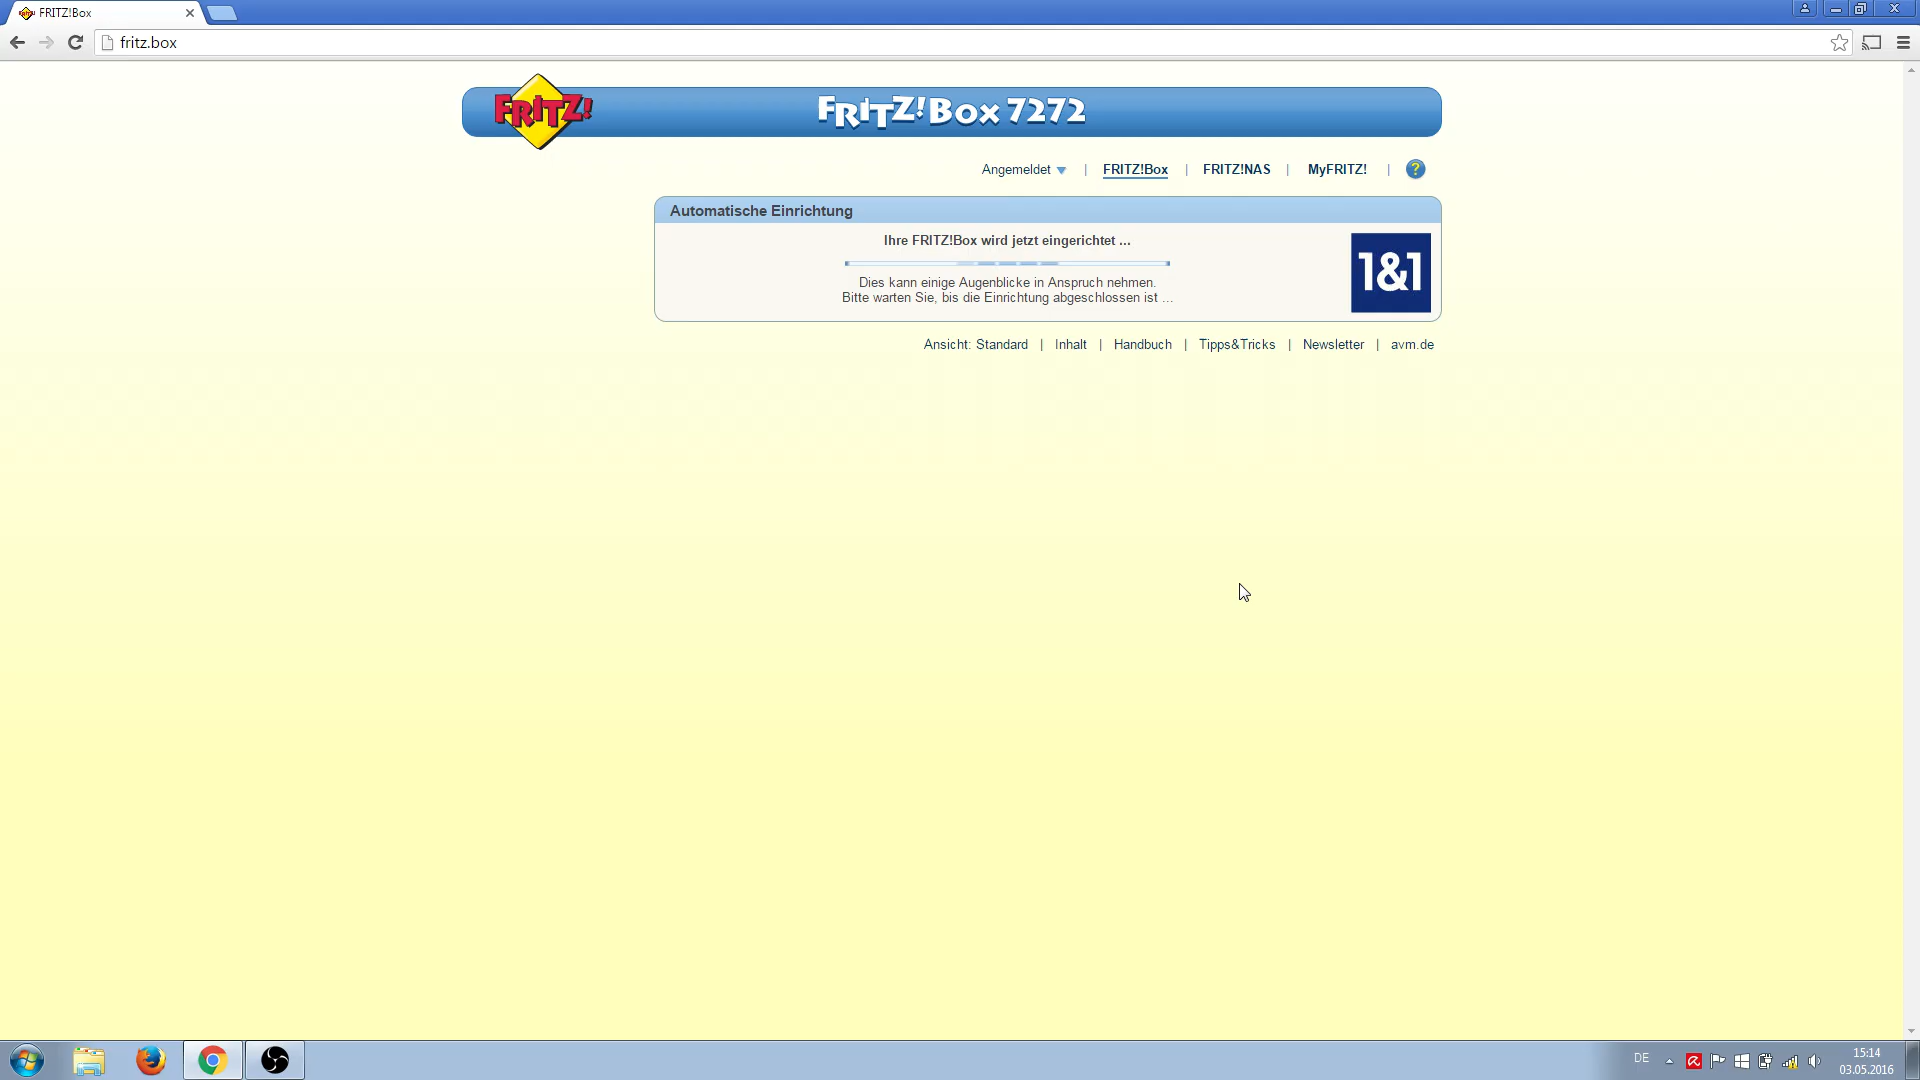 FRITZ!Box
fritz.box
FRITZ!
FRITZ!Box 7272
Angemeldet | FRITZ!Box | FRITZ!NAS | MyFRITZ! | ?
Automatische Einrichtung
Ihre FRITZ!Box wird jetzt eingerichtet ...
1&1
Dies kann einige Augenblicke in Anspruch nehmen.
Bitte warten Sie, bis die Einrichtung abgeschlossen ist ...
Ansicht: Standard | Inhalt | Handbuch | Tipps&Tricks | Newsletter | avm.de
DE
15:14
03.05.2016